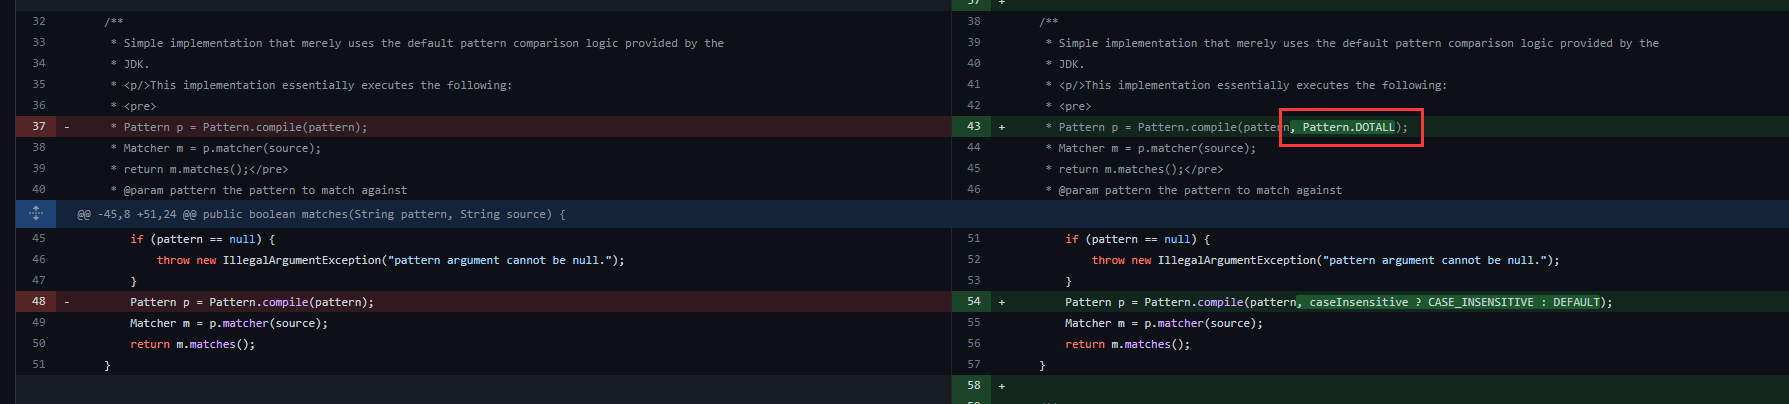 37 +
32 /**
33 * Simple implementation that merely uses the default pattern comparison logic provided by the
34 * JDK.
35 * <p/>This implementation essentially executes the following:
36 * <pre>
37 - * Pattern p = Pattern.compile(pattern);
38 * Matcher m = p.matcher(source);
39 * return m.matches();</pre>
40 * @param pattern the pattern to match against
@@ -45,8 +51,24 @@ public boolean matches(String pattern, String source) {
45 if (pattern == null) {
46 throw new IllegalArgumentException("pattern argument cannot be null.");
47 }
48 - Pattern p = Pattern.compile(pattern);
49 Matcher m = p.matcher(source);
50 return m.matches();
51 }
38 /**
39 * Simple implementation that merely uses the default pattern comparison logic provided by the
40 * JDK.
41 * <p/>This implementation essentially executes the following:
42 * <pre>
43 + * Pattern p = Pattern.compile(pattern, Pattern.DOTALL);
44 * Matcher m = p.matcher(source);
45 * return m.matches();</pre>
46 * @param pattern the pattern to match against
51 if (pattern == null) {
52 throw new IllegalArgumentException("pattern argument cannot be null.");
53 }
54 + Pattern p = Pattern.compile(pattern, caseInsensitive ? CASE_INSENSITIVE : DEFAULT);
55 Matcher m = p.matcher(source);
56 return m.matches();
57 }
58 +